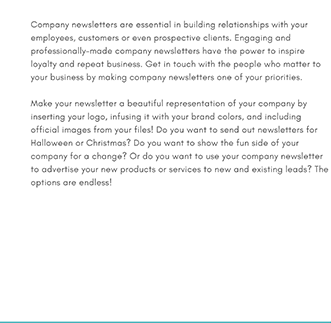 Company newsletters are essential in building relationships with your
employees, customers or even prospective clients. Engaging and
professionally-made company newsletters have the power to inspire
loyalty and repeat business. Get in touch with the people who matter to
your business by making company newsletters one of your priorities.
Make your newsletter a beautiful representation of your company by
inserting your logo, infusing it with your brand colors, and including
official images from your files! Do you want to send out newsletters for
Halloween or Christmas? Do you want to show the fun side of your
company for a change? Or do you want to use your company newsletter
to advertise your new products or services to new and existing leads? The
options are endless!